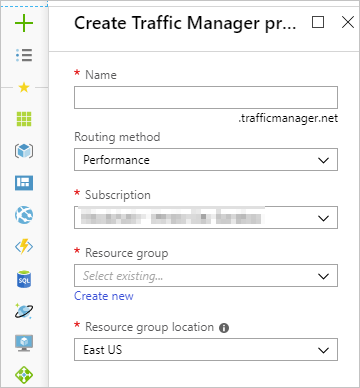 Create Traffic Manager pr...
* Name
.trafficmanager.net
Routing method
Performance
* Subscription
* Resource group
Select existing...
Create new
* Resource group location
East US